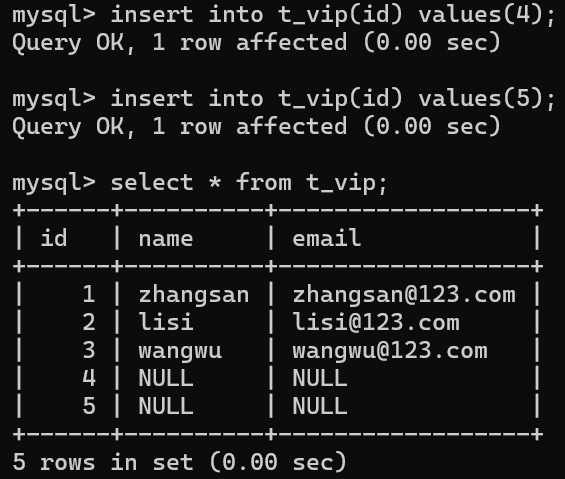 mysql> insert into t_vip(id) values(4);
Query OK, 1 row affected (0.00 sec)

mysql> insert into t_vip(id) values(5);
Query OK, 1 row affected (0.00 sec)

mysql> select * from t_vip;
+------+----------+------------------+
| id   | name     | email            |
+------+----------+------------------+
|    1 | zhangsan | zhangsan@123.com |
|    2 | lisi     | lisi@123.com     |
|    3 | wangwu   | wangwu@123.com   |
|    4 | NULL     | NULL             |
|    5 | NULL     | NULL             |
+------+----------+------------------+
5 rows in set (0.00 sec)